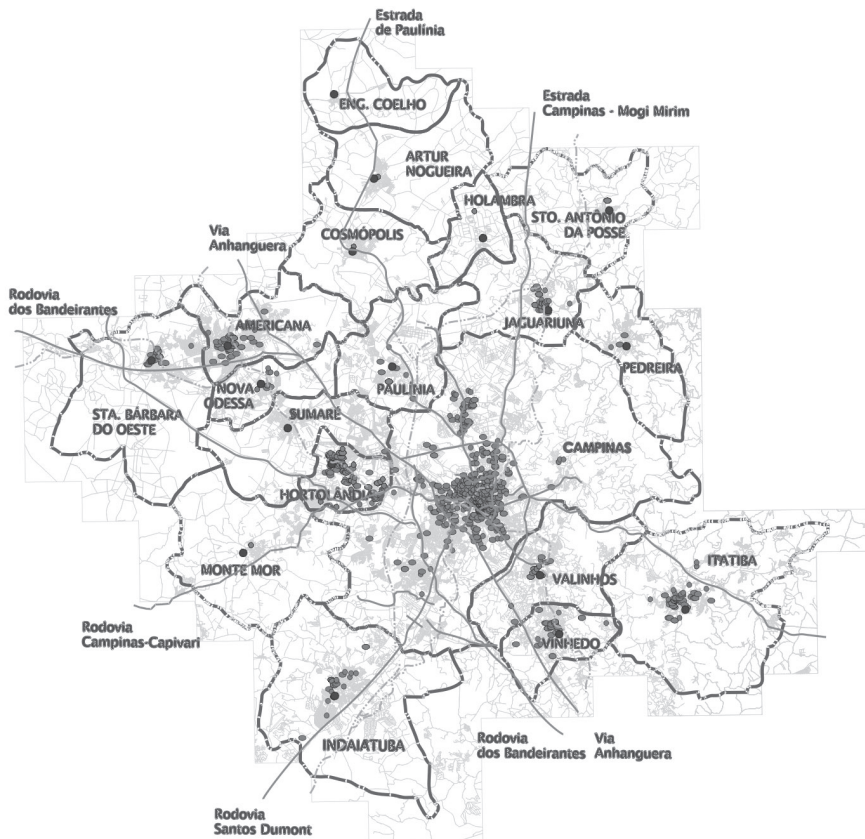 Estrada
de Paulínia
ENG. COELHO
Estrada
Campinas - Mogi Mirim
ARTUR
NOGUEIRA
HOLAMBRA
STO. ANTÔNIO
DA POSSE
COSMÓPOLIS
Via
Anhanguera
Rodovia
dos Bandeirantes
AMERICANA
JAGUARIUNA
PEDREIRA
NOVA
ODESSA
PAULÍNIA
STA. BÁRBARA
DO OESTE
SUMARÉ
CAMPINAS
HORTOLÂNDIA
MONTE MOR
VALINHOS
ITATIBA
Rodovia
Campinas-Capivari
VINHEDO
INDAIATUBA
Rodovia
dos Bandeirantes
Via
Anhanguera
Rodovia
Santos Dumont